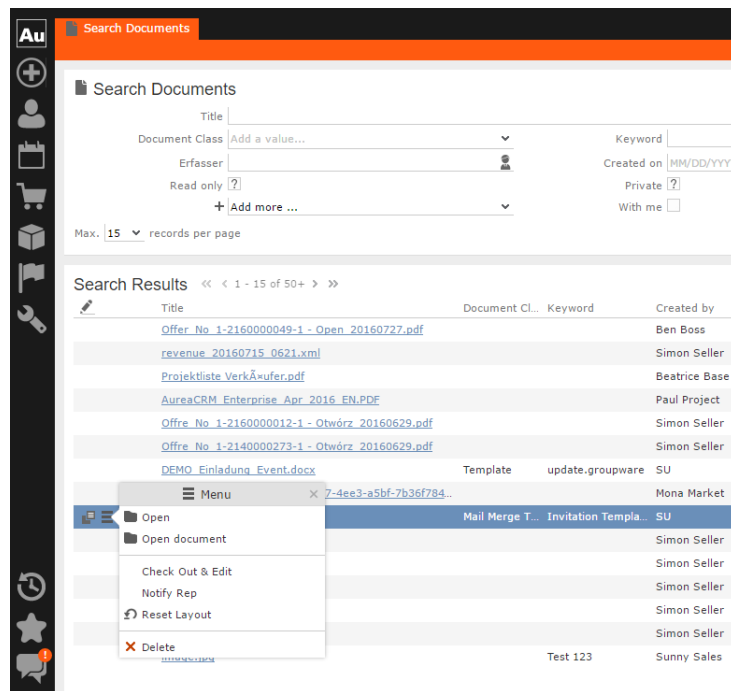 Au
Search Documents
Search Documents
Title
Document Class Add a value...
Keyword
Erfasser
Created on MM/DD/YYY
Read only ?
Private ?
+ Add more ...
With me
Max. 15 records per page
Search Results « < 1 - 15 of 50+ > »
Title Document Cl... Keyword Created by
Offer_No_1-2160000049-1 - Open_20160727.pdf Ben Boss
revenue_20160715_0621.xml Simon Seller
Projektliste VerkÃ¤ufer.pdf Beatrice Base
AureaCRM_Enterprise_Apr_2016_EN.PDF Paul Project
Offre_No_1-2160000012-1 - Otwórz_20160629.pdf Simon Seller
Offre_No_1-2140000273-1 - Otwórz_20160629.pdf Simon Seller
DEMO_Einladung_Event.docx Template update.groupware SU
Menu × 7-4ee3-a5bf-7b36f784... Mona Market
Open Mail Merge T... Invitation Templa... SU
Open document Simon Seller
Simon Seller
Check Out & Edit
Simon Seller
Notify Rep
Reset Layout Simon Seller
Simon Seller
Delete
image.jpg Test 123 Sunny Sales